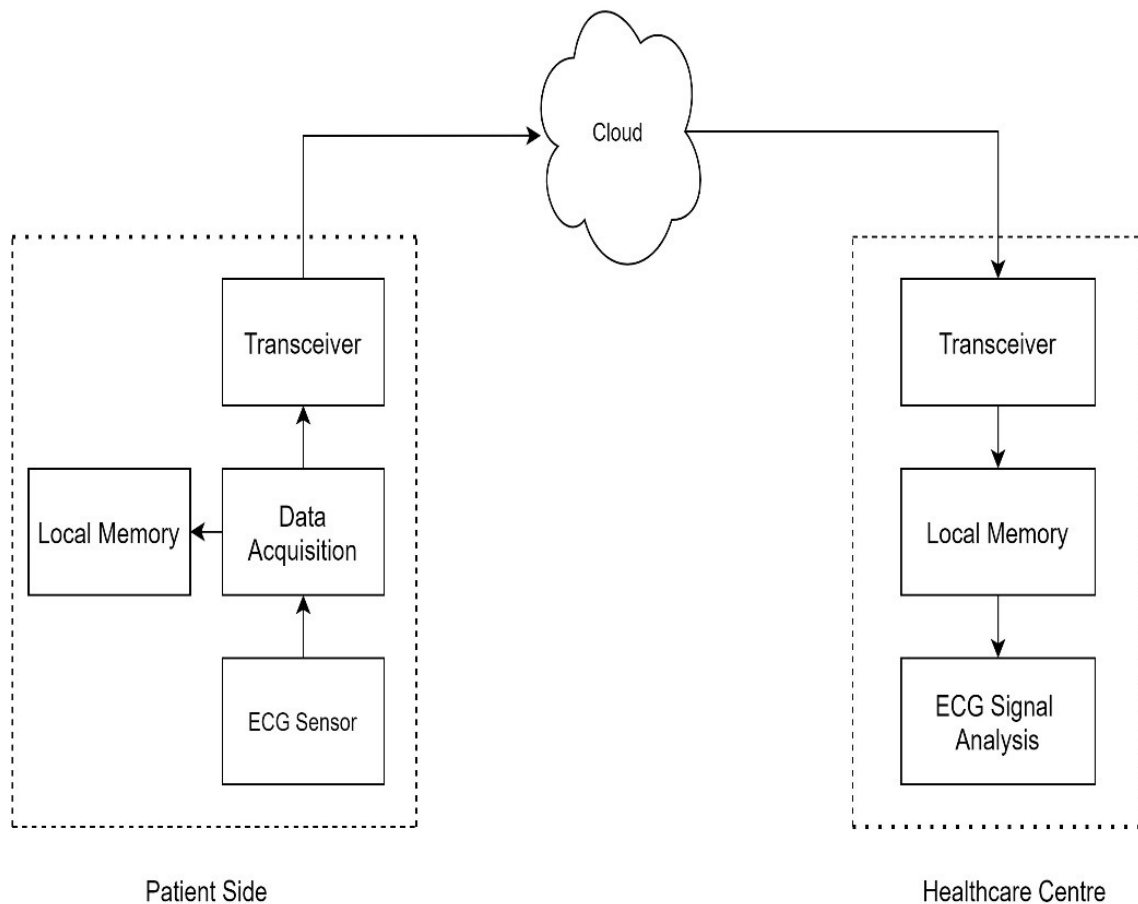 Cloud
Transceiver
Local Memory
Data
Acquisition
ECG Sensor
Patient Side
Transceiver
Local Memory
ECG Signal
Analysis
Healthcare Centre